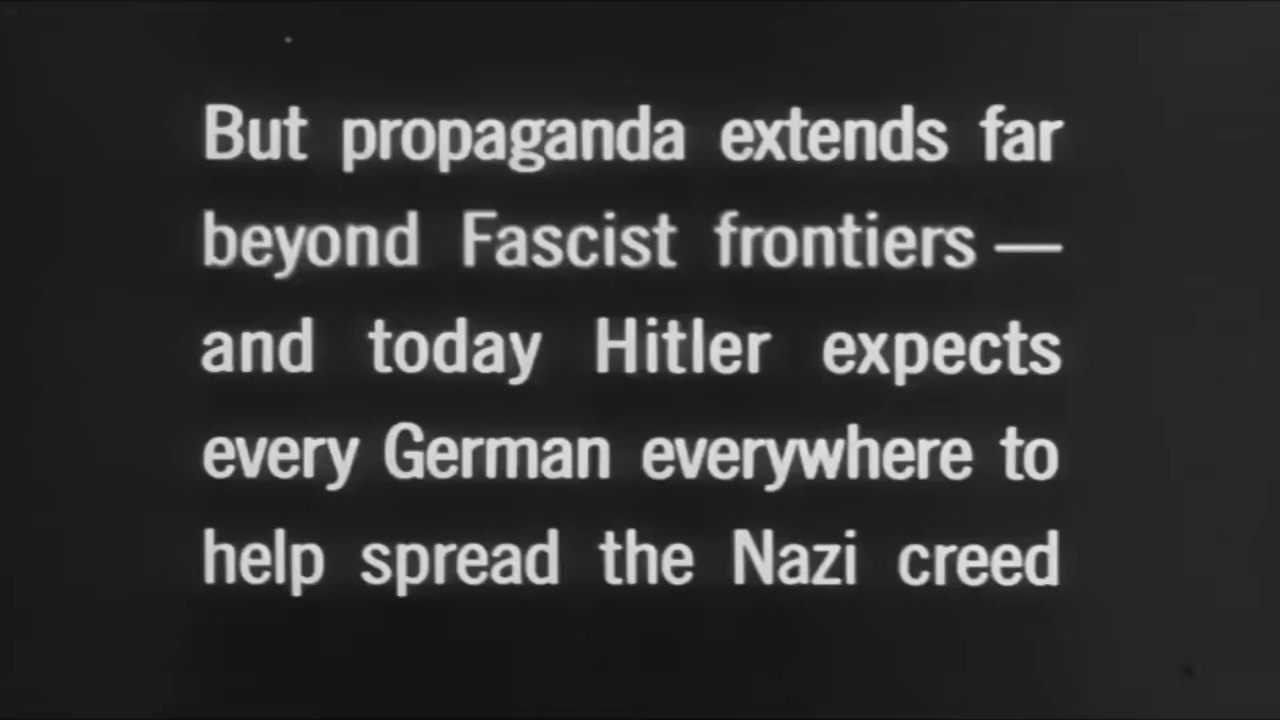 But propaganda extends far
beyond Fascist frontiers —
and today Hitler expects
every German everywhere to
help spread the Nazi creed